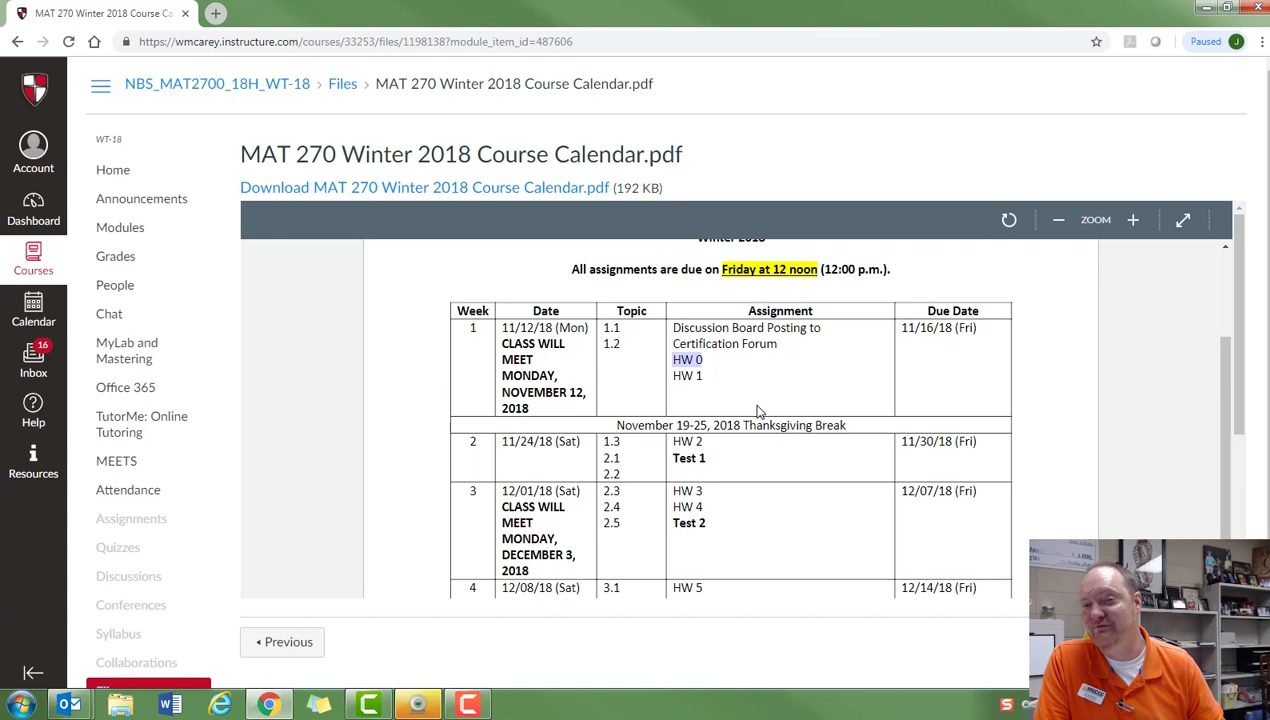 MAT 270 Winter 2018 Course Ca
https://wmcarey.instructure.com/courses/33253/files/1198138?module_item_id=487606
Paused
J
NBS_MAT2700_18H_WT-18 > Files > MAT 270 Winter 2018 Course Calendar.pdf
Account
Dashboard
Courses
Calendar
16
Inbox
Help
Resources
WT-18
Home
Announcements
Modules
Grades
People
Chat
MyLab and
Mastering
Office 365
TutorMe: Online
Tutoring
MEETS
Attendance
Assignments
Quizzes
Discussions
Conferences
Syllabus
Collaborations
MAT 270 Winter 2018 Course Calendar.pdf
Download MAT 270 Winter 2018 Course Calendar.pdf (192 KB)
ZOOM
Winter 2018
All assignments are due on Friday at 12 noon (12:00 p.m.).
Week Date Topic Assignment Due Date
1 11/12/18 (Mon) 1.1 Discussion Board Posting to 11/16/18 (Fri)
CLASS WILL 1.2 Certification Forum
MEET HW 0
MONDAY, HW 1
NOVEMBER 12,
2018
November 19-25, 2018 Thanksgiving Break
2 11/24/18 (Sat) 1.3 HW 2 11/30/18 (Fri)
2.1 Test 1
2.2
3 12/01/18 (Sat) 2.3 HW 3 12/07/18 (Fri)
CLASS WILL 2.4 HW 4
MEET 2.5 Test 2
MONDAY,
DECEMBER 3,
2018
4 12/08/18 (Sat) 3.1 HW 5 12/14/18 (Fri)
Previous